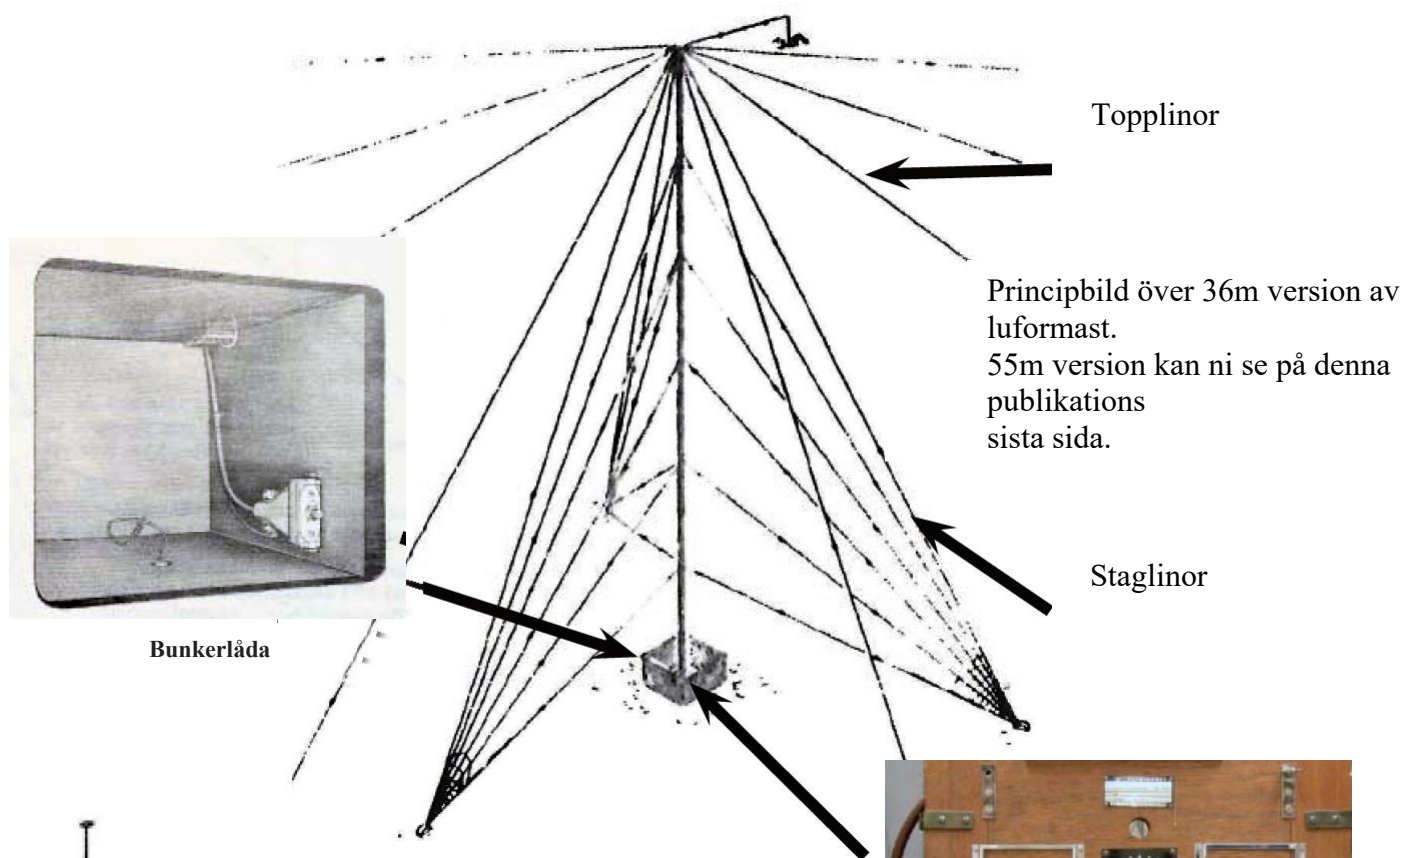 Topplinor
Principbild över 36m version av
luformast.
55m version kan ni se på denna
publikations
sista sida.
Staglinor
Bunkerlåda